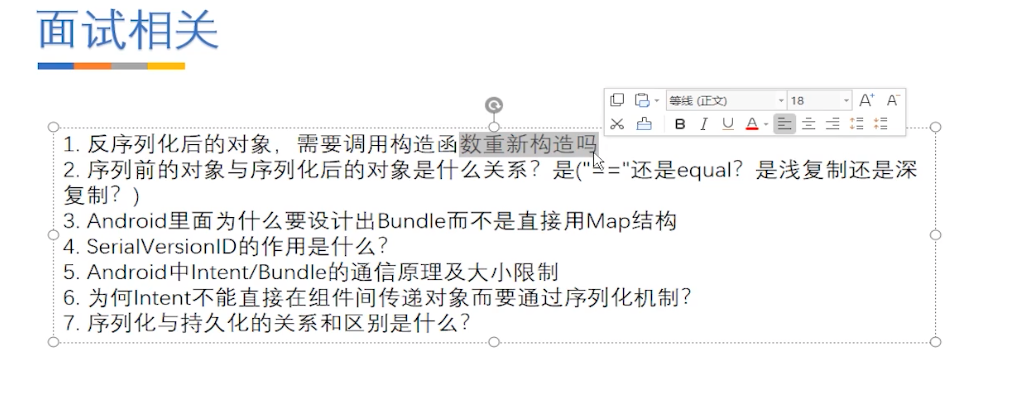 面试相关
等线 (正文)
18
A+ A-
B I U A
1. 反序列化后的对象，需要调用构造函数重新构造吗
2. 序列前的对象与序列化后的对象是什么关系？是("=="还是equal？是浅复制还是深
复制？)
3. Android里面为什么要设计出Bundle而不是直接用Map结构
4. SerialVersionID的作用是什么？
5. Android中Intent/Bundle的通信原理及大小限制
6. 为何Intent不能直接在组件间传递对象而要通过序列化机制？
7. 序列化与持久化的关系和区别是什么？